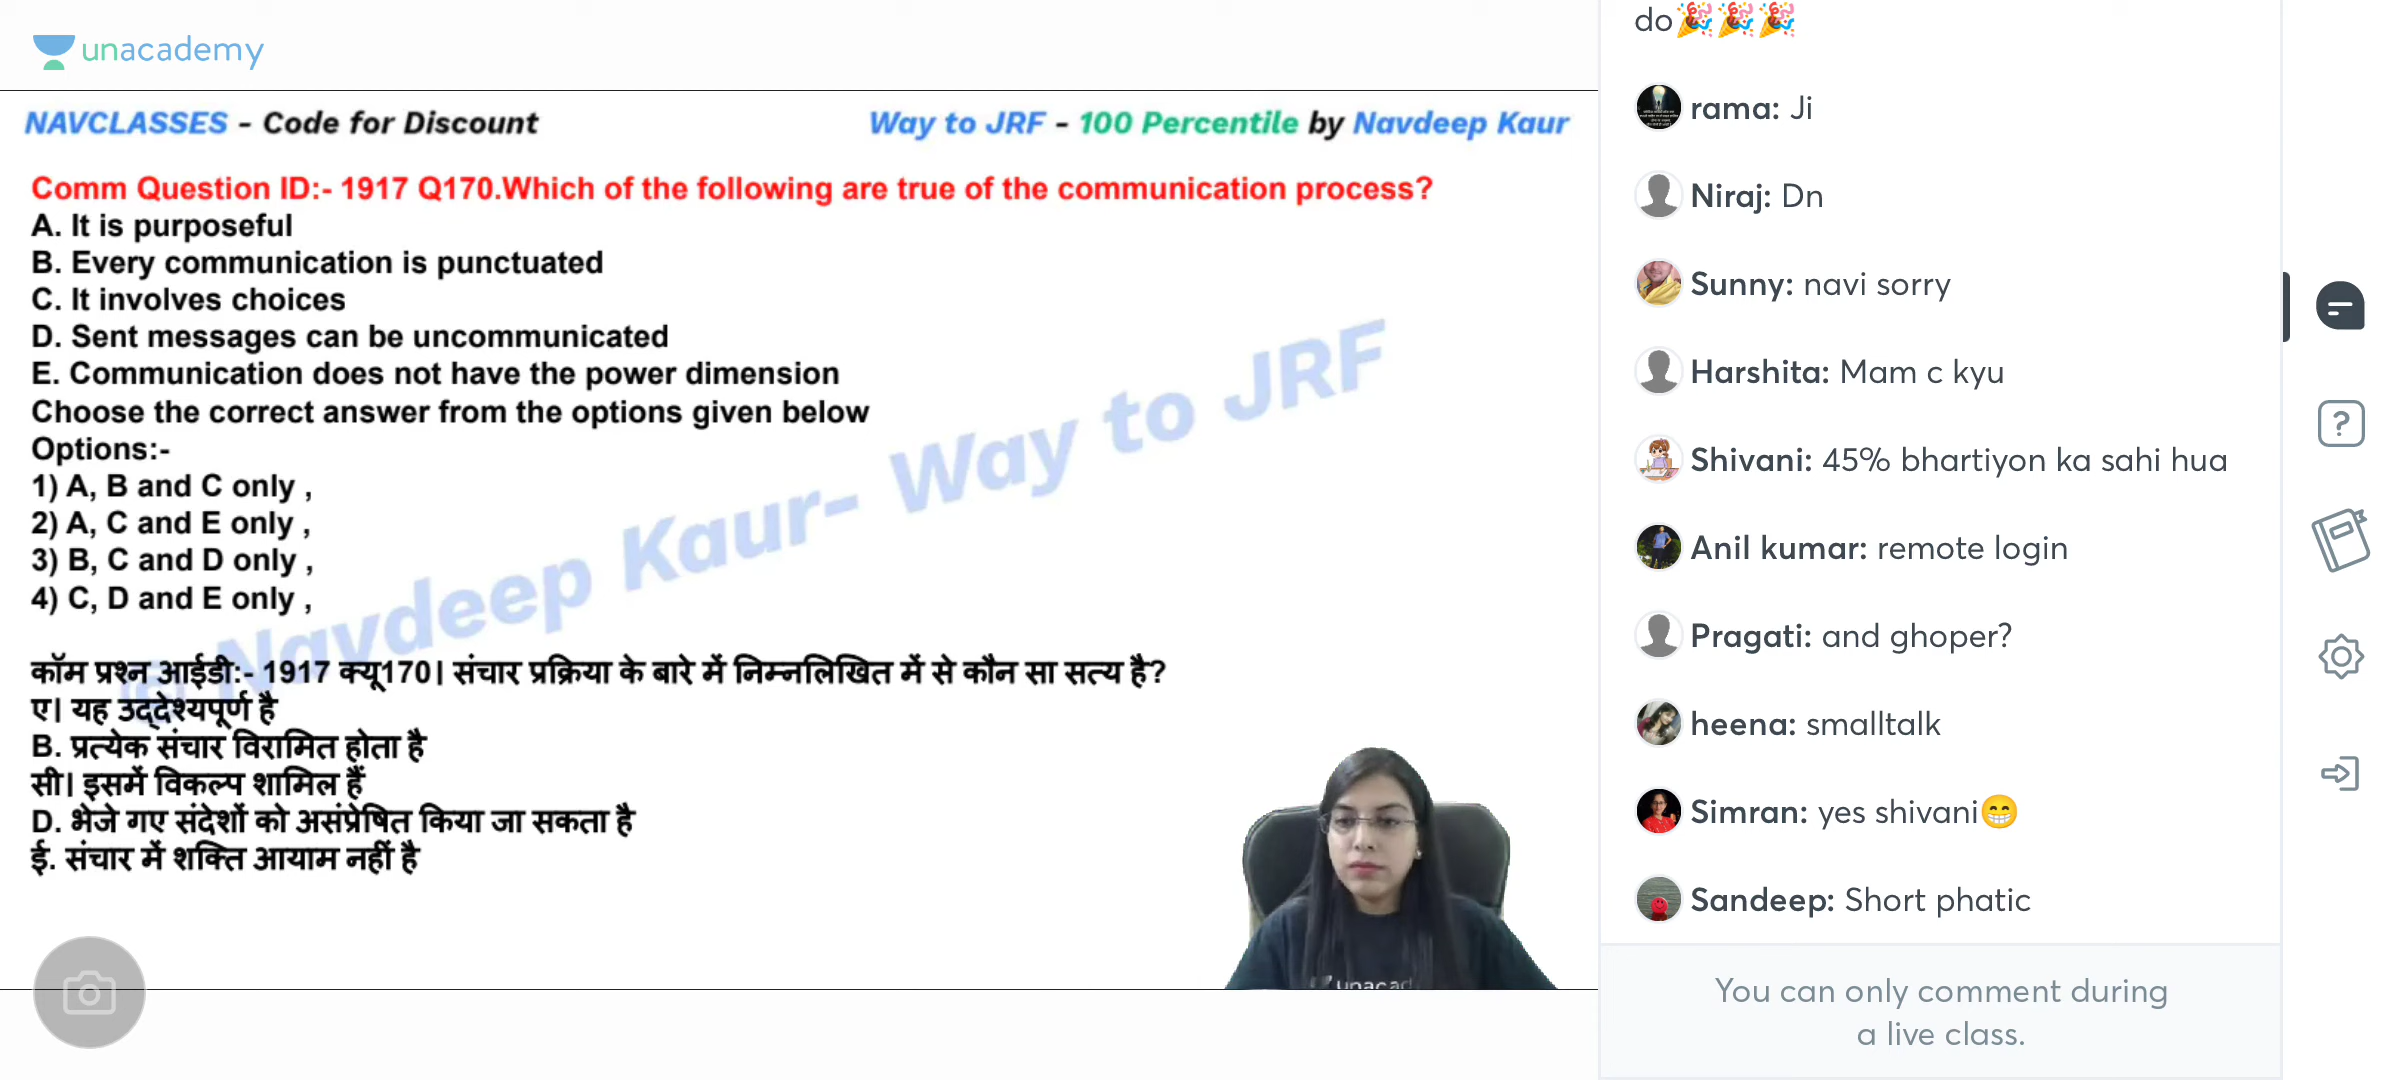 unacademy
NAVCLASSES - Code for Discount
Way to JRF - 100 Percentile by Navdeep Kaur
Comm Question ID:- 1917 Q170.Which of the following are true of the communication process?
A. It is purposeful
B. Every communication is punctuated
C. It involves choices
D. Sent messages can be uncommunicated
E. Communication does not have the power dimension
Choose the correct answer from the options given below
Options:-
1) A, B and C only ,
2) A, C and E only ,
3) B, C and D only ,
4) C, D and E only ,
© Navdeep Kaur- Way to JRF
कॉम प्रश्न आईडी:- 1917 क्यू170। संचार प्रक्रिया के बारे में निम्नलिखित में से कौन सा सत्य है?
ए। यह उद्देश्यपूर्ण है
B. प्रत्येक संचार विरामित होता है
सी। इसमें विकल्प शामिल हैं
D. भेजे गए संदेशों को असंप्रेषित किया जा सकता है
ई. संचार में शक्ति आयाम नहीं है
do🎉🎉🎉
rama: Ji
Niraj: Dn
Sunny: navi sorry
Harshita: Mam c kyu
Shivani: 45% bhartiyon ka sahi hua
Anil kumar: remote login
Pragati: and ghoper?
heena: smalltalk
Simran: yes shivani😁
Sandeep: Short phatic
You can only comment during
a live class.